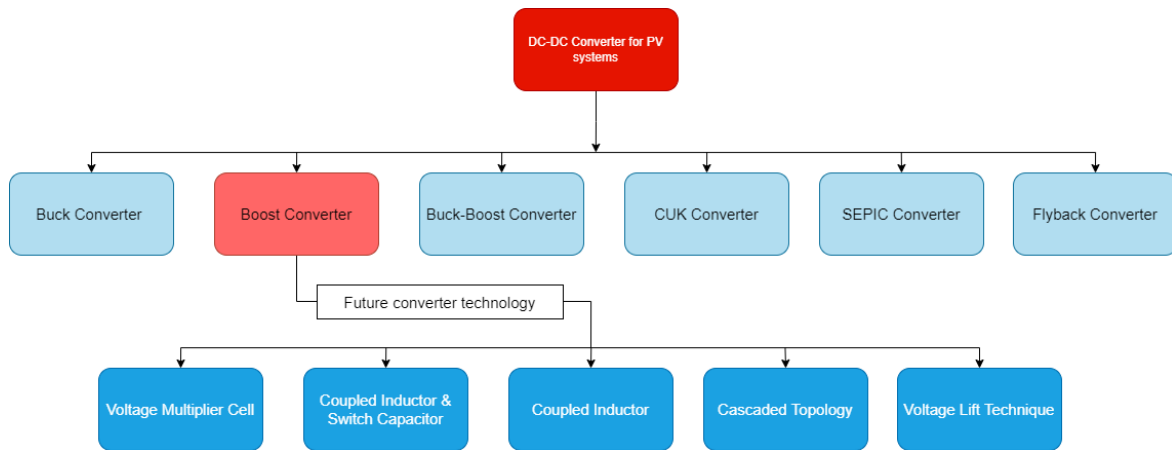 DC-DC Converter for PV
systems
Buck Converter
Boost Converter
Buck-Boost Converter
CUK Converter
SEPIC Converter
Flyback Converter
Future converter technology
Voltage Multiplier Cell
Coupled Inductor &
Switch Capacitor
Coupled Inductor
Cascaded Topology
Voltage Lift Technique